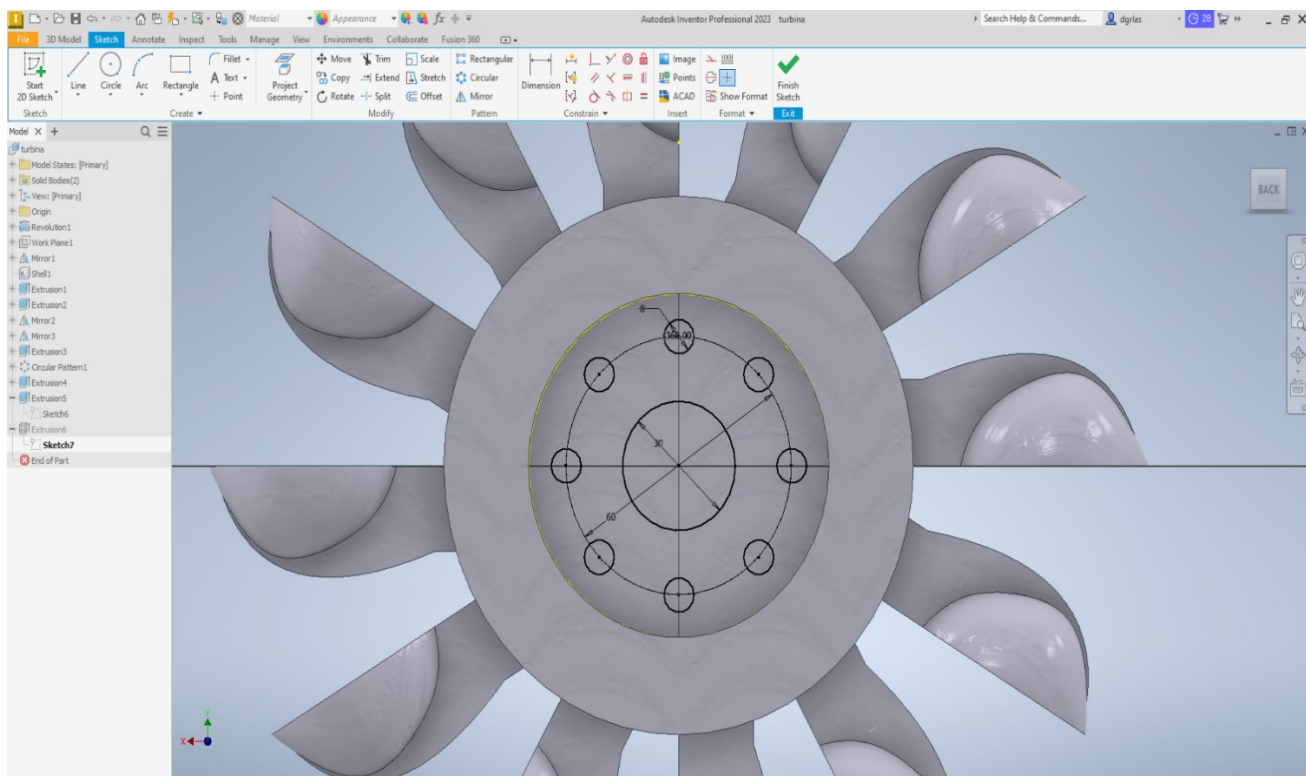 Material Appearance fx Autodesk Inventor Professional 2023 turbina Search Help & Commands... dgrlas 28
File 3D Model Sketch Annotate Inspect Tools Manage View Environments Collaborate Fusion 360
Start 2D Sketch
Line
Circle
Arc
Rectangle
Fillet
Text
Point
Project Geometry
Move Trim Scale
Copy Extend Stretch
Rotate Split Offset
Rectangular
Circular
Mirror
Dimension
Image
Points
ACAD
Show Format
Finish Sketch
Sketch Create Modify Pattern Constrain Insert Format Exit
Model
turbina
Model States: [Primary]
Solid Bodies(2)
View: [Primary]
Origin
Revolution1
Work Plane1
Mirror1
Shell1
Extrusion1
Extrusion2
Mirror2
Mirror3
Extrusion3
Circular Pattern1
Extrusion4
Extrusion5
Sketch6
Extrusion6
Sketch7
End of Part
BACK
8
360,00
30
60
Y
X